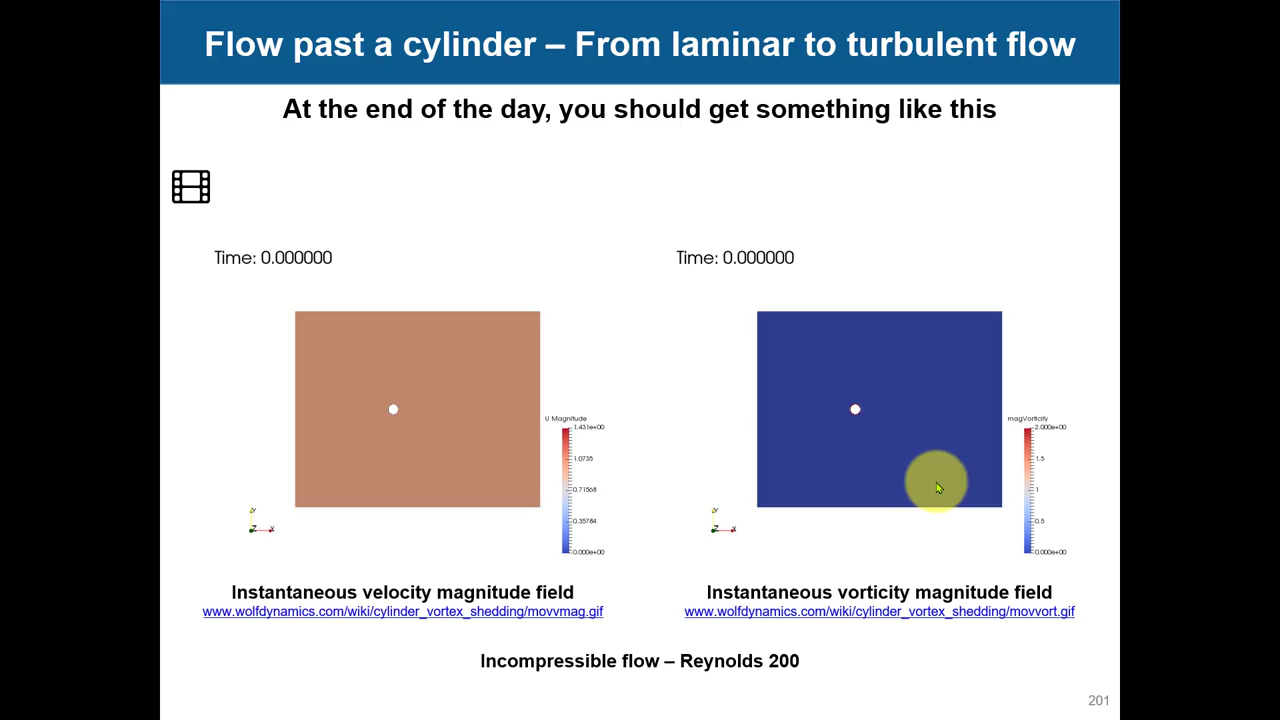 Flow past a cylinder – From laminar to turbulent flow
At the end of the day, you should get something like this
Time: 0.000000
Time: 0.000000
U Magnitude
1.431e+00
1.0735
0.71568
0.35784
0.000e+00
Y
Z
X
magVorticity
2.000e+00
1.5
1
0.5
0.000e+00
Y
Z
X
Instantaneous velocity magnitude field
www.wolfdynamics.com/wiki/cylinder_vortex_shedding/movvmag.gif
Instantaneous vorticity magnitude field
www.wolfdynamics.com/wiki/cylinder_vortex_shedding/movvort.gif
Incompressible flow – Reynolds 200
201